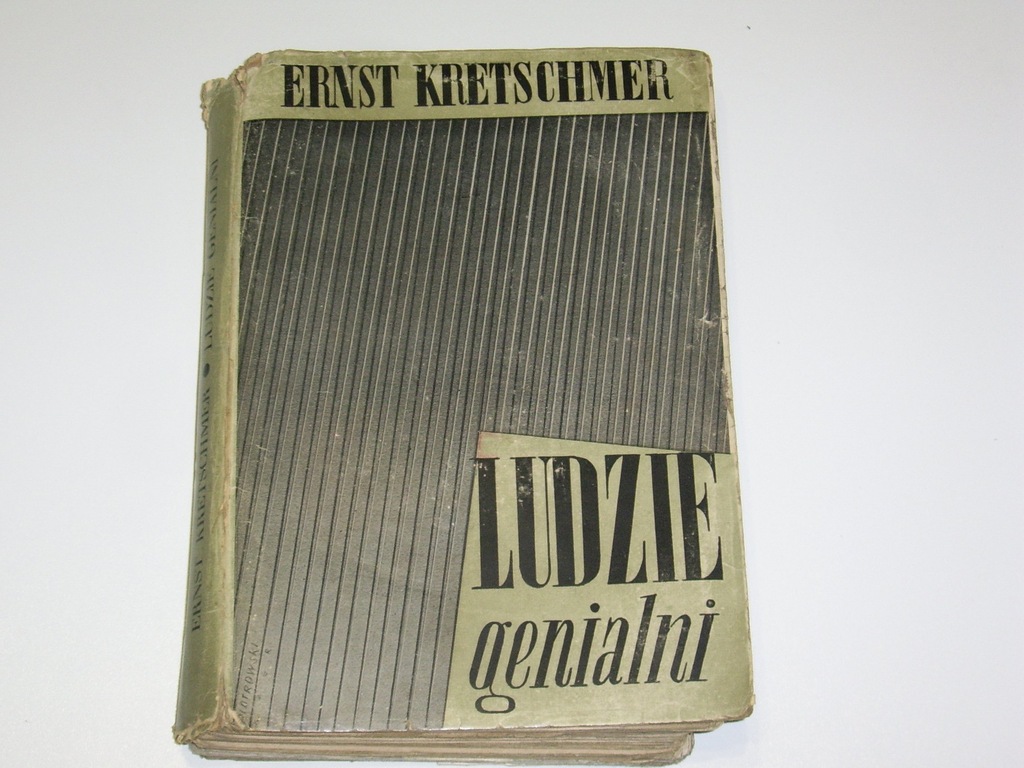 ERNST KRETSCHMER
LUDZIE
genialni
ERNST KRETSCHMER • LUDZIE GENIALNI